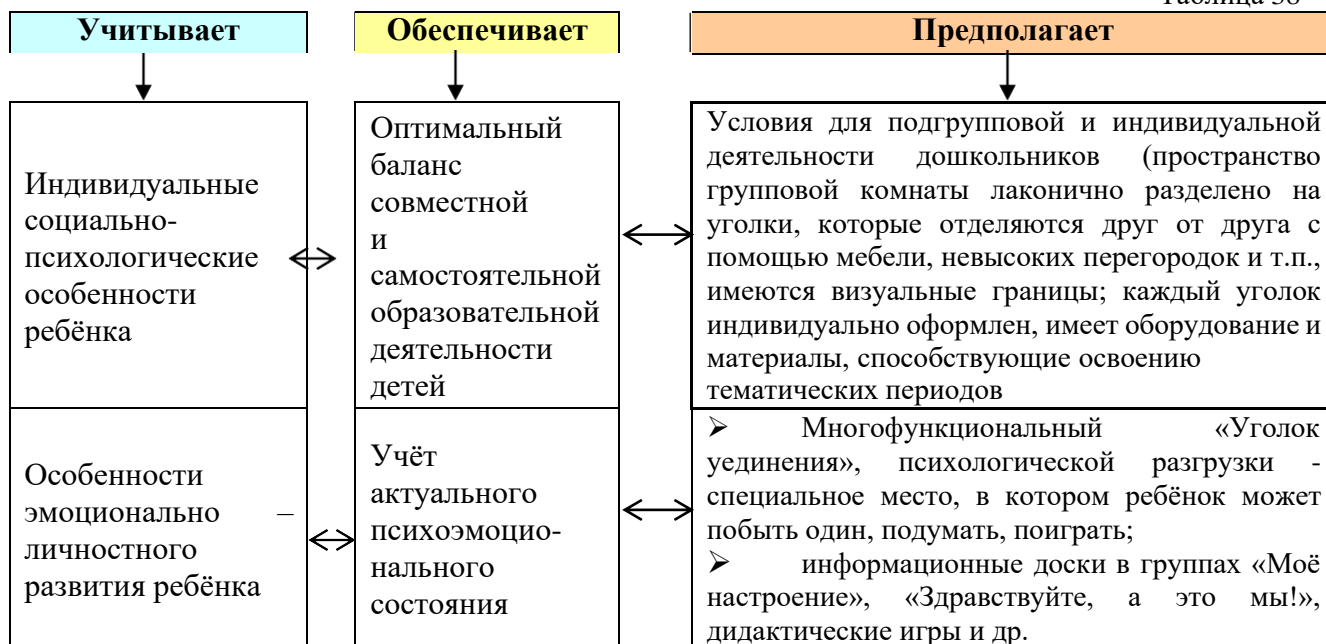 Таблица 38
Учитывает
Обеспечивает
Предполагает
Индивидуальные
социально-
психологические
особенности
ребёнка
Оптимальный
баланс
совместной
и
самостоятельной
образовательной
деятельности
детей
Условия для подгрупповой и индивидуальной
деятельности дошкольников (пространство
групповой комнаты лаконично разделено на
уголки, которые отделяются друг от друга с
помощью мебели, невысоких перегородок и т.п.,
имеются визуальные границы; каждый уголок
индивидуально оформлен, имеет оборудование и
материалы, способствующие освоению
тематических периодов
Особенности
эмоционально –
личностного
развития ребёнка
Учёт
актуального
психоэмоцио-
нального
состояния
➢ Многофункциональный «Уголок
уединения», психологической разгрузки -
специальное место, в котором ребёнок может
побыть один, подумать, поиграть;
➢ информационные доски в группах «Моё
настроение», «Здравствуйте, а это мы!»,
дидактические игры и др.